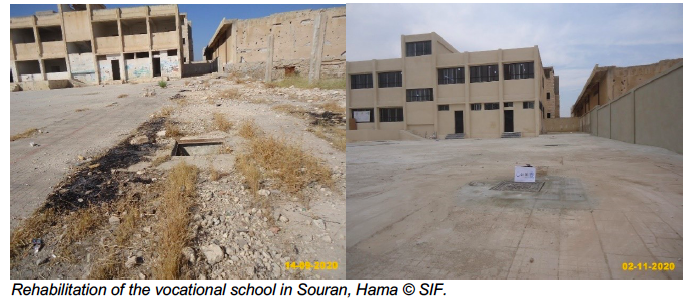 14-09-2020
02-11-2020
Rehabilitation of the vocational school in Souran, Hama © SIF.